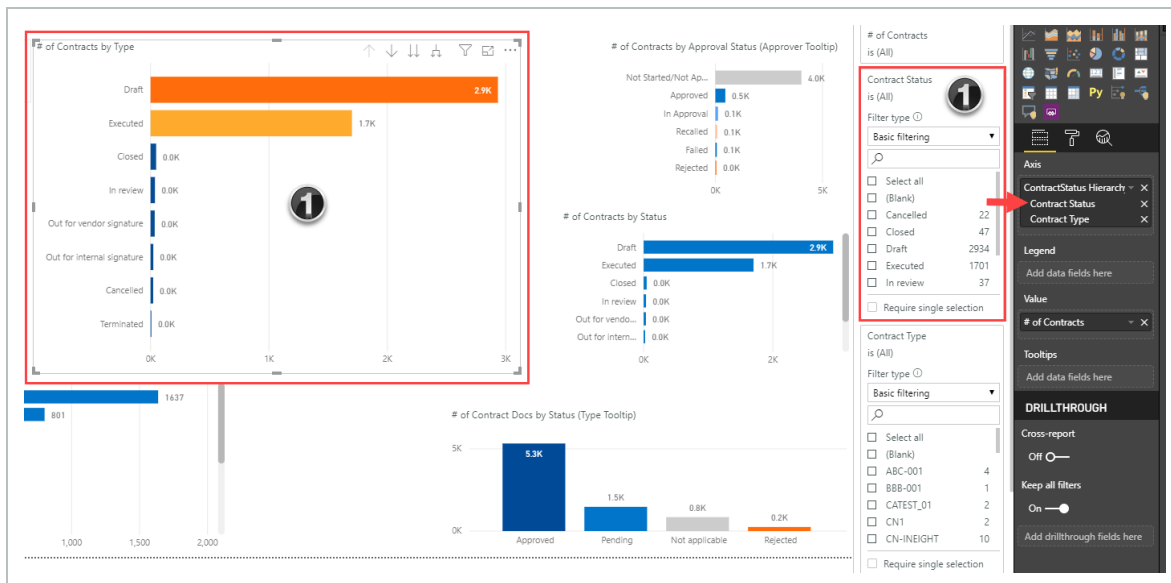 # of Contracts by Type
Draft
2.9K
Executed
1.7K
Closed
0.0K
In review
0.0K
Out for vendor signature
0.0K
Out for internal signature
0.0K
Cancelled
0.0K
Terminated
0.0K
0K 1K 2K 3K
1
1637
801
1,000 1,500 2,000
# of Contracts by Approval Status (Approver Tooltip)
Not Started/Not Ap...
4.0K
Approved
0.5K
In Approval
0.1K
Recalled
0.1K
Failed
0.1K
Rejected
0.0K
0K 5K
# of Contracts by Status
Draft
2.9K
Executed
1.7K
Closed
0.0K
In review
0.0K
Out for vendo...
0.0K
Out for intern...
0.0K
0K 2K
# of Contract Docs by Status (Type Tooltip)
5K
0K
5.3K
1.5K
0.8K
0.2K
Approved Pending Not applicable Rejected
# of Contracts
is (All)
Contract Status
is (All)
1
Filter type
Basic filtering
Select all
(Blank)
Cancelled 22
Closed 47
Draft 2934
Executed 1701
In review 37
Require single selection
Contract Type
is (All)
Filter type
Basic filtering
Select all
(Blank)
ABC-001 4
BBB-001 1
CATEST_01 2
CN1 2
CN-INEIGHT 10
Require single selection
Py
Axis
ContractStatus Hierarchy
Contract Status
Contract Type
Legend
Add data fields here
Value
# of Contracts
Tooltips
Add data fields here
DRILLTHROUGH
Cross-report
Off
Keep all filters
On
Add drillthrough fields here